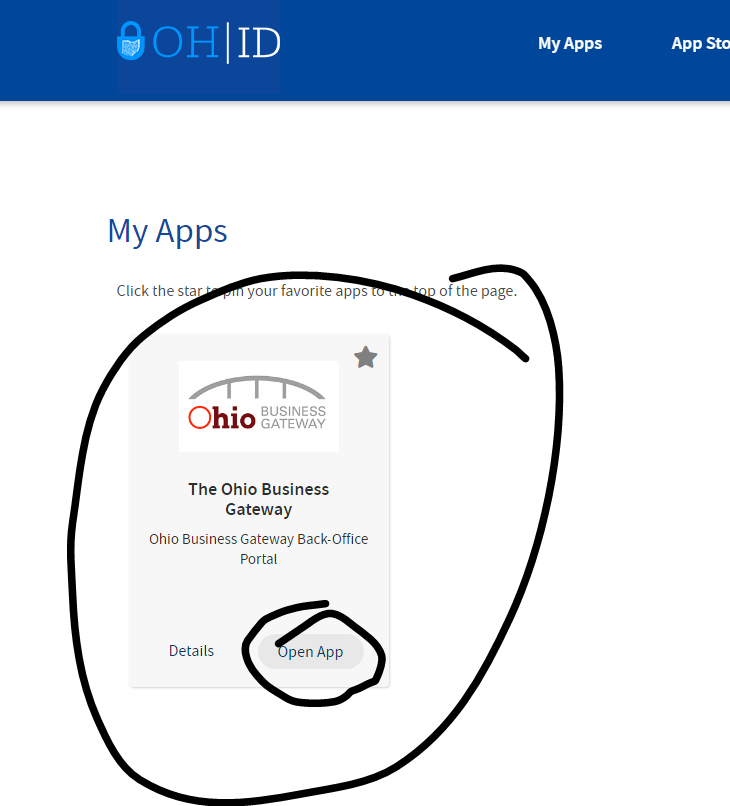 OH|ID
My Apps
App Sto
My Apps
Click the star to pin your favorite apps to the top of the page.
Ohio BUSINESS
GATEWAY
The Ohio Business
Gateway
Ohio Business Gateway Back-Office
Portal
Details
Open App